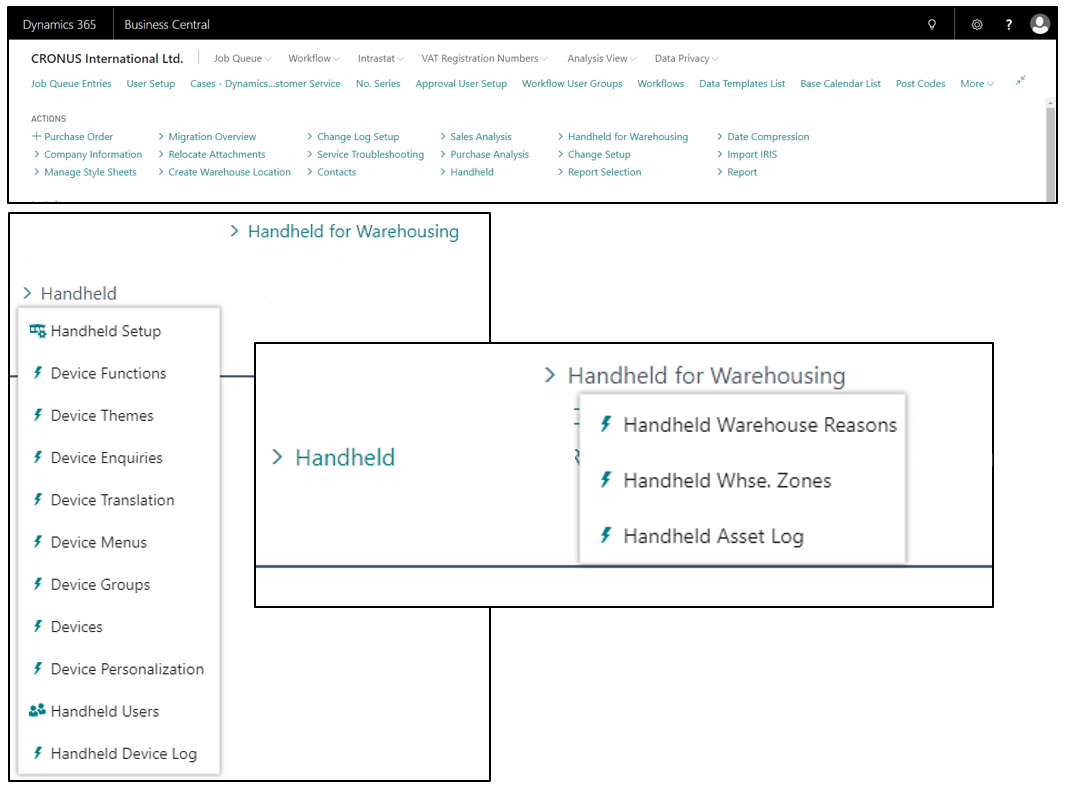 Dynamics 365 Business Central ?
CRONUS International Ltd. Job Queue Workflow Intrastat VAT Registration Numbers Analysis View Data Privacy
Job Queue Entries User Setup Cases - Dynamics...stomer Service No. Series Approval User Setup Workflow User Groups Workflows Data Templates List Base Calendar List Post Codes More
ACTIONS
+ Purchase Order > Migration Overview > Change Log Setup > Sales Analysis > Handheld for Warehousing > Date Compression
> Company Information > Relocate Attachments > Service Troubleshooting > Purchase Analysis > Change Setup > Import IRIS
> Manage Style Sheets > Create Warehouse Location > Contacts > Handheld > Report Selection > Report
> Handheld for Warehousing
> Handheld
Handheld Setup
Device Functions
Device Themes
Device Enquiries
Device Translation
Device Menus
Device Groups
Devices
Device Personalization
Handheld Users
Handheld Device Log
> Handheld for Warehousing
Handheld Warehouse Reasons
> Handheld
Handheld Whse. Zones
Handheld Asset Log